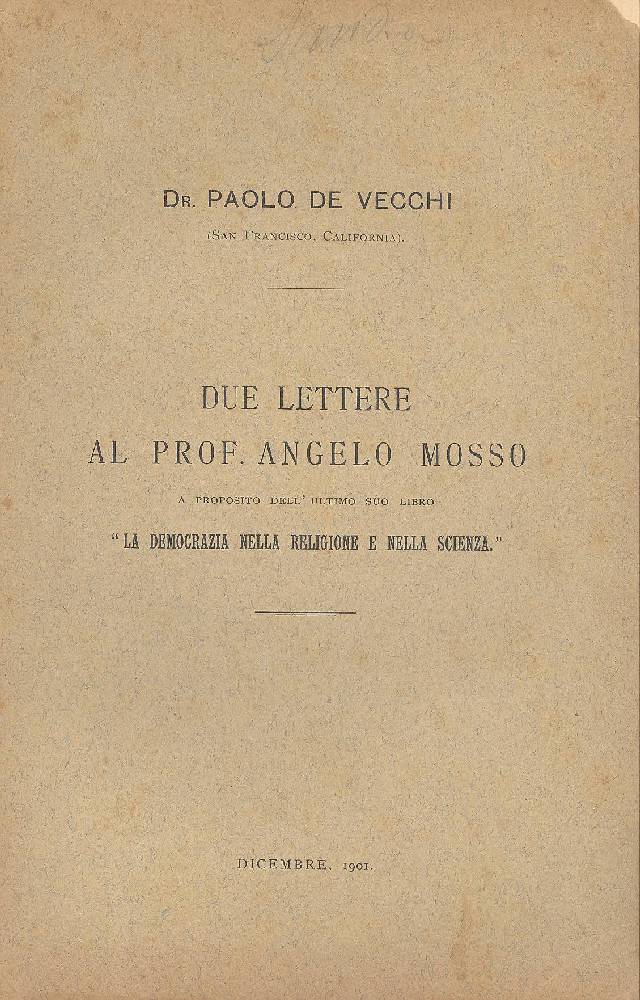 DR. PAOLO DE VECCHI
(SAN FRANCISCO, CALIFORNIA).
DUE LETTERE
AL PROF. ANGELO MOSSO
A PROPOSITO DELL' ULTIMO SUO LIBRO
“LA DEMOCRAZIA NELLA RELIGIONE E NELLA SCIENZA.”
DICEMBRE, 1901.